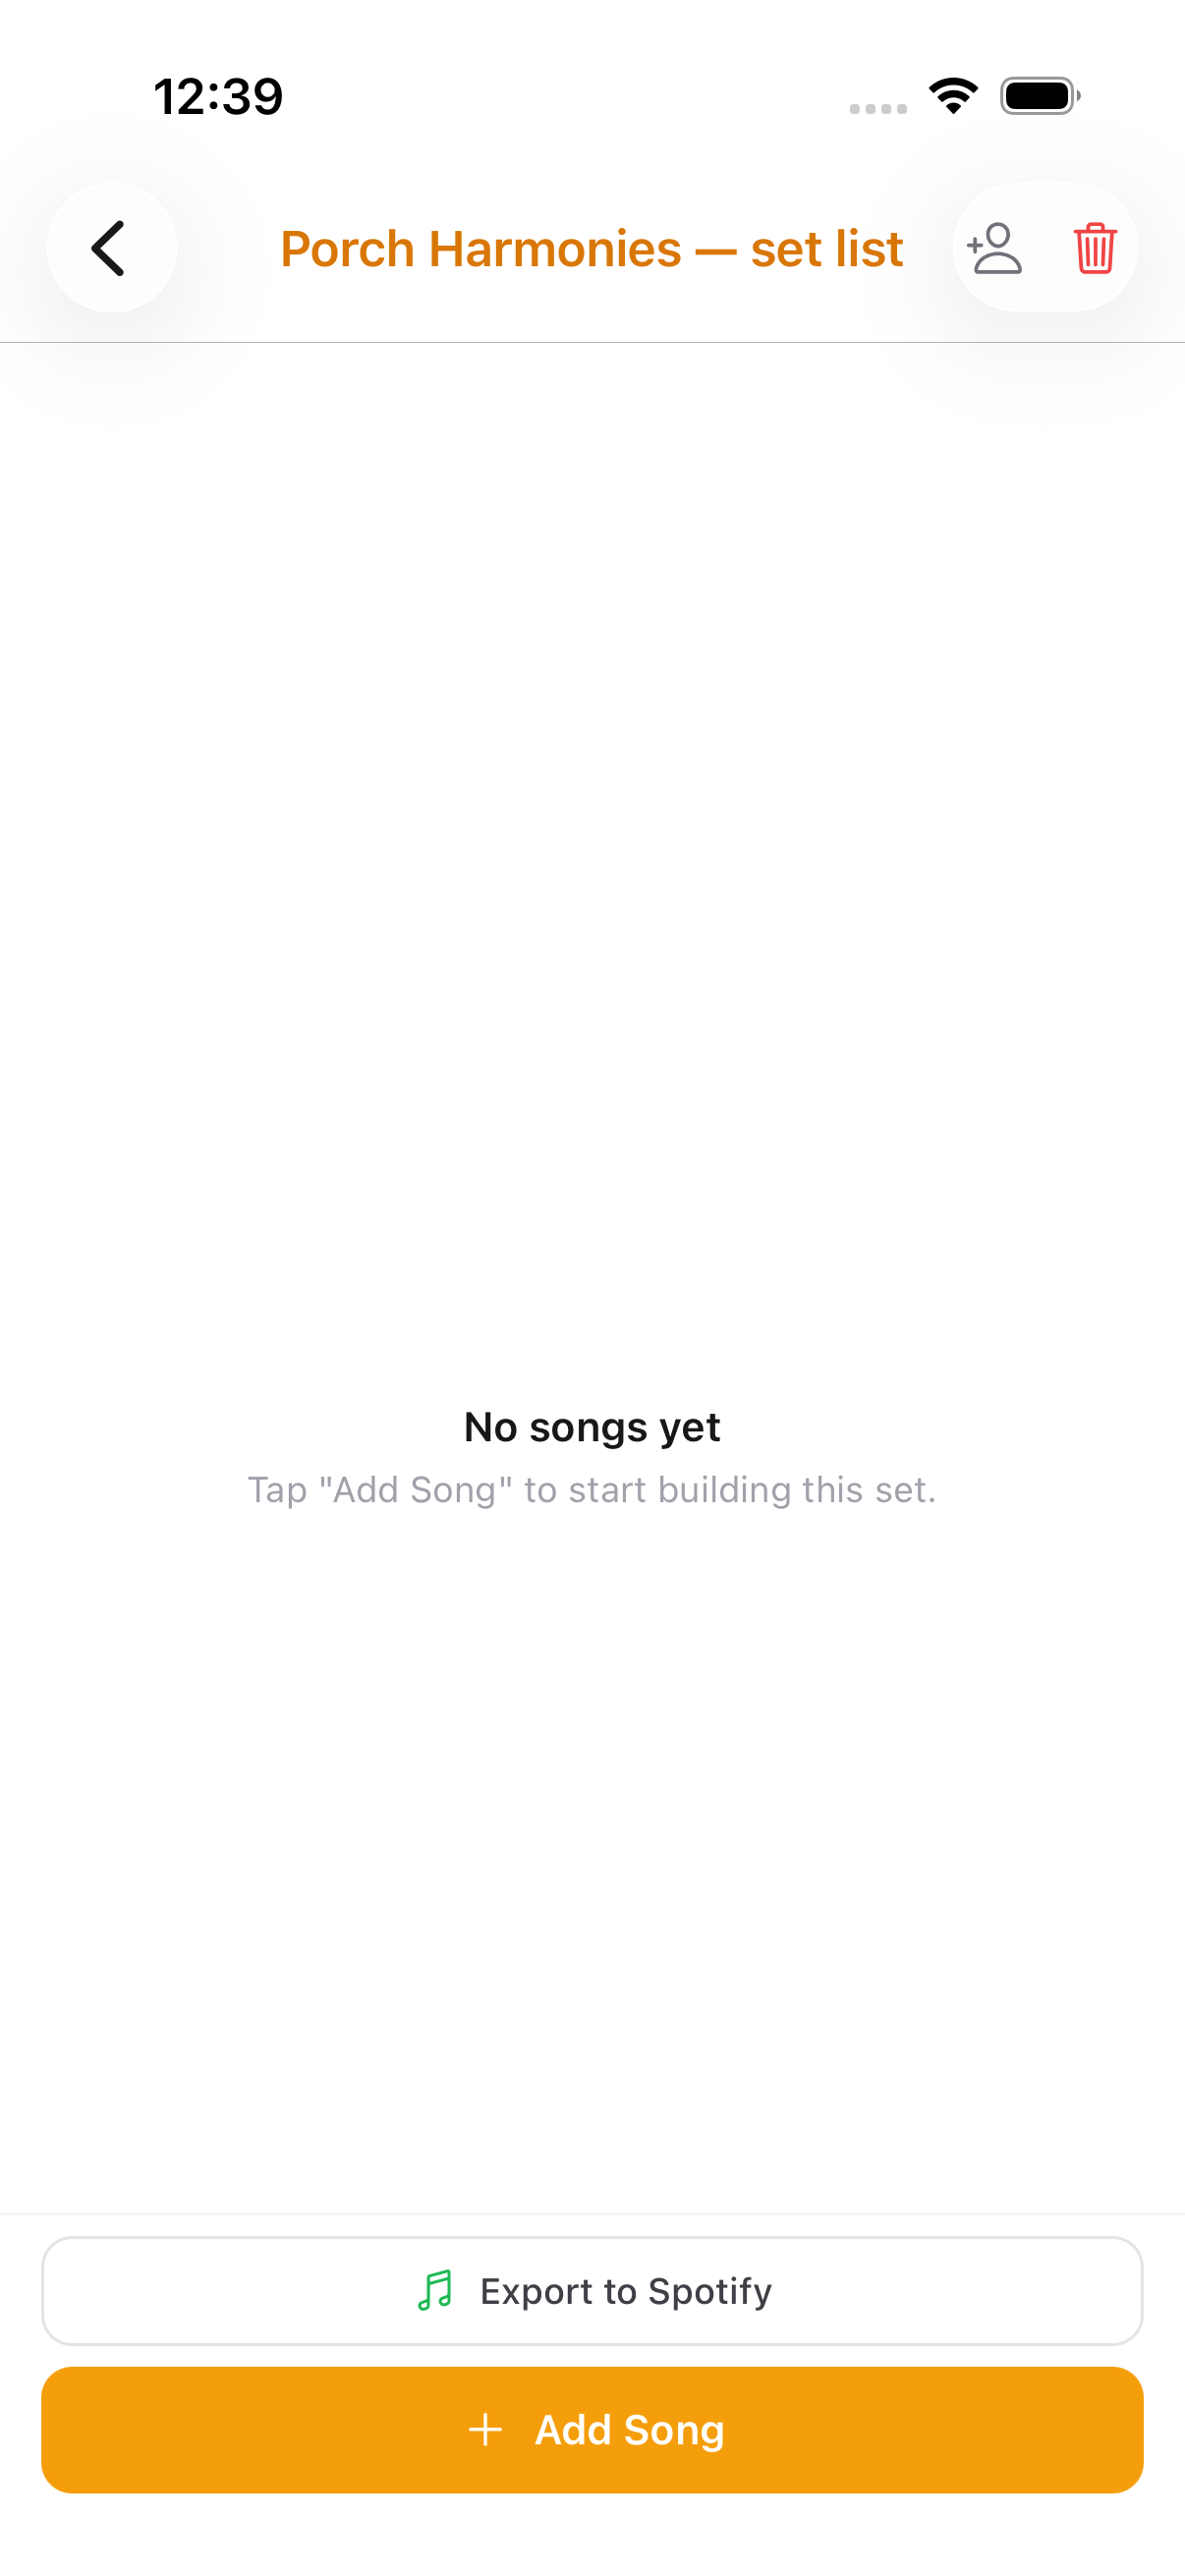 12:39
Porch Harmonies — set list
No songs yet
Tap "Add Song" to start building this set.
Export to Spotify
Add Song